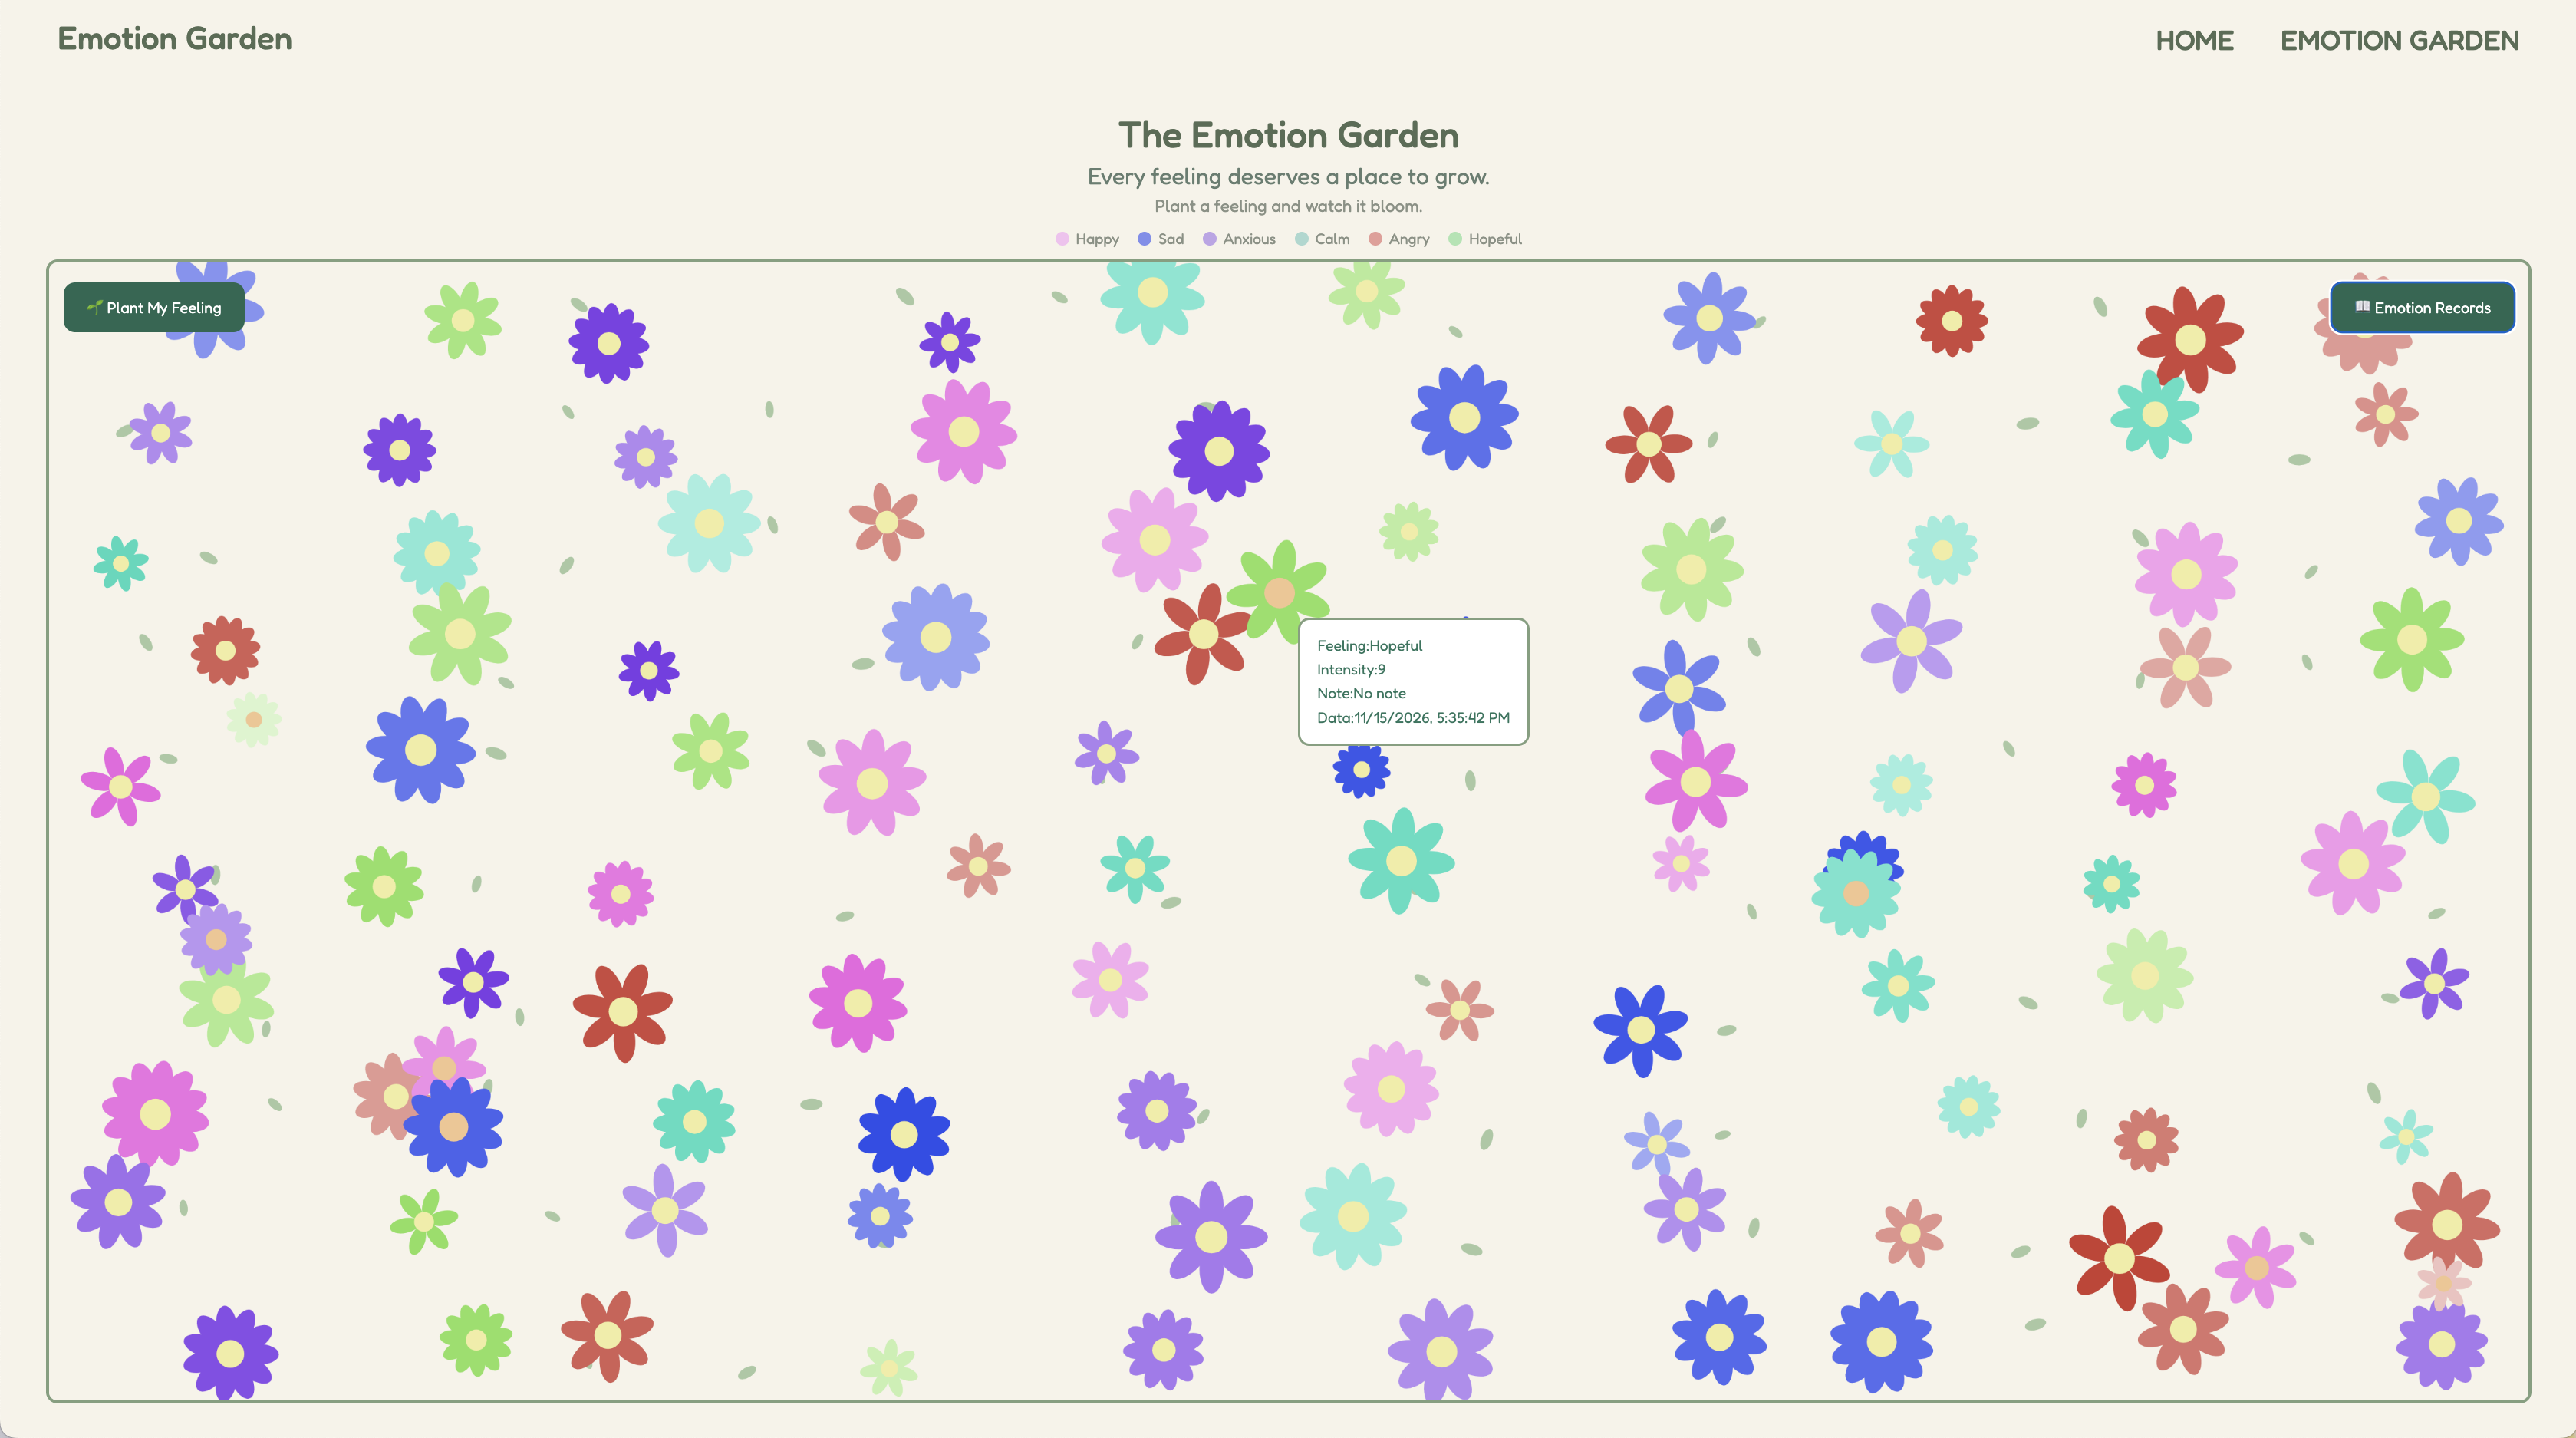 Emotion Garden
HOME
EMOTION GARDEN
The Emotion Garden
Every feeling deserves a place to grow.
Plant a feeling and watch it bloom.
Happy
Sad
Anxious
Calm
Angry
Hopeful
🌱 Plant My Feeling
📖 Emotion Records
Feeling:Hopeful
Intensity:9
Note:No note
Data:11/15/2026, 5:35:42 PM